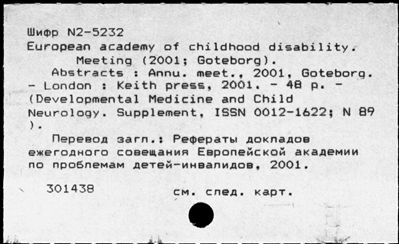 Шифр N2-5232
European academy of childhood disability.
Meeting (2001; Goteborg).
Abstracts : Annu. meet., 2001, Goteborg.
- London : Keith press, 2001. - 48 p. -
(Developmental Medicine and Child
Neurology. Supplement, ISSN 0012-1622; N 89
).
Перевод загл.: Рефераты докладов
ежегодного совещания Европейской академии
по проблемам детей-инвалидов, 2001.
301438 см. след. карт.